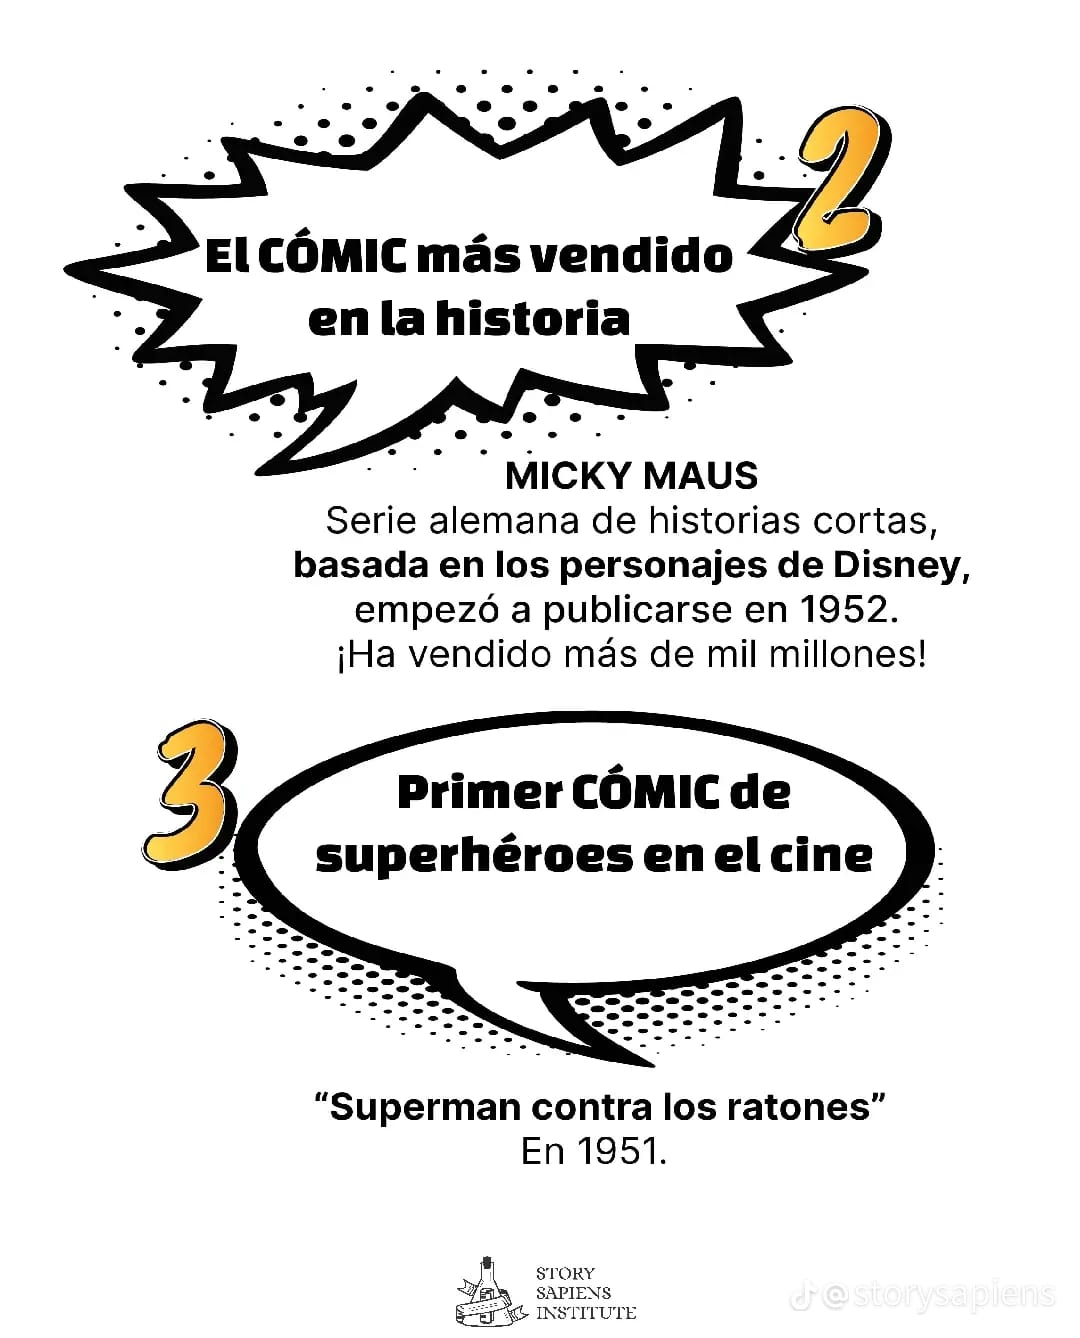 2
El CÓMIC más vendido
en la historia
MICKY MAUS
Serie alemana de historias cortas,
basada en los personajes de Disney,
empezó a publicarse en 1952.
¡Ha vendido más de mil millones!
3
Primer CÓMIC de
superhéroes en el cine
“Superman contra los ratones”
En 1951.
STORY
SAPIENS
INSTITUTE
@storysapiens